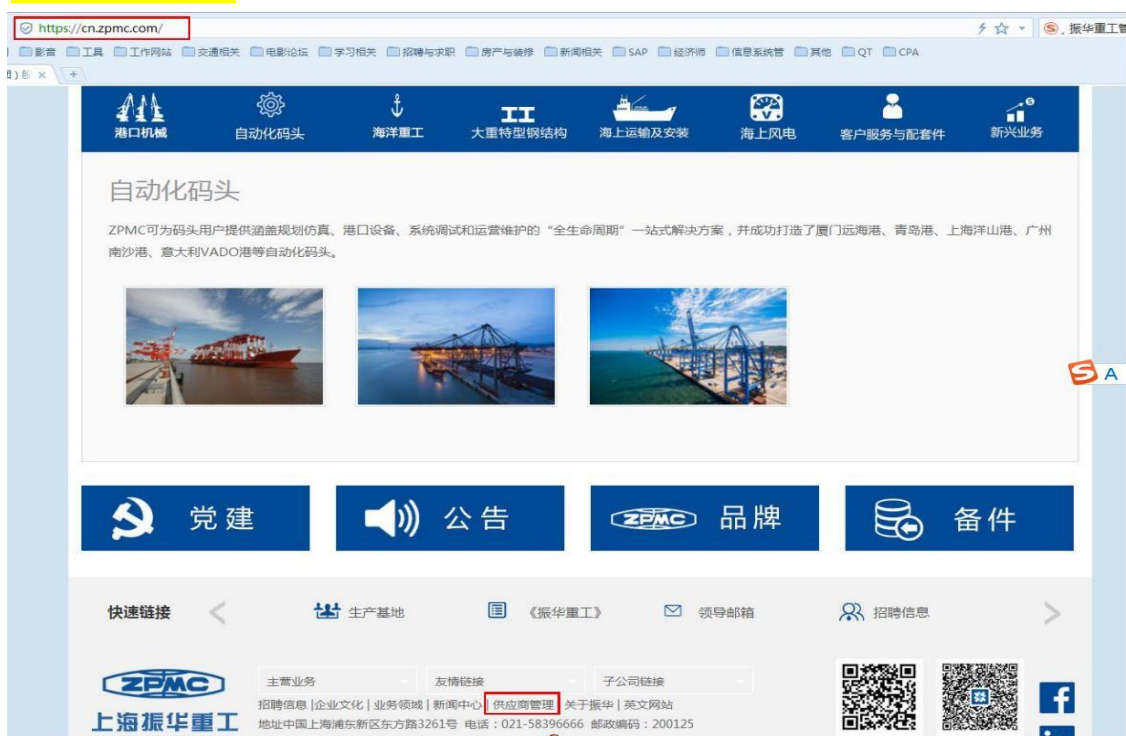 https://cn.zpmc.com/
振华重工
影音 工具 工作网站 交通相关 电影论坛 学习相关 招聘与求职 房产与装修 新闻相关 SAP 经济师 信息系统管 其他 QT CPA
港口机械 自动化码头 海洋重工 大重特型钢结构 海上运输及安装 海上风电 客户服务与配套件 新兴业务
自动化码头
ZPMC可为码头用户提供涵盖规划仿真、港口设备、系统调试和运营维护的“全生命周期”一站式解决方案，并成功打造了厦门远海港、青岛港、上海洋山港、广州
南沙港、意大利VADO港等自动化码头。
A
党建 公告 ZPMC 品牌 备件
快速链接 生产基地 《振华重工》 领导邮箱 招聘信息
ZPMC
上海振华重工
主营业务 友情链接 子公司链接
招聘信息 |企业文化 | 业务领域 | 新闻中心 | 供应商管理 关于振华 | 英文网站
地址中国上海浦东新区东方路3261号 电话：021-58396666 邮政编码：200125